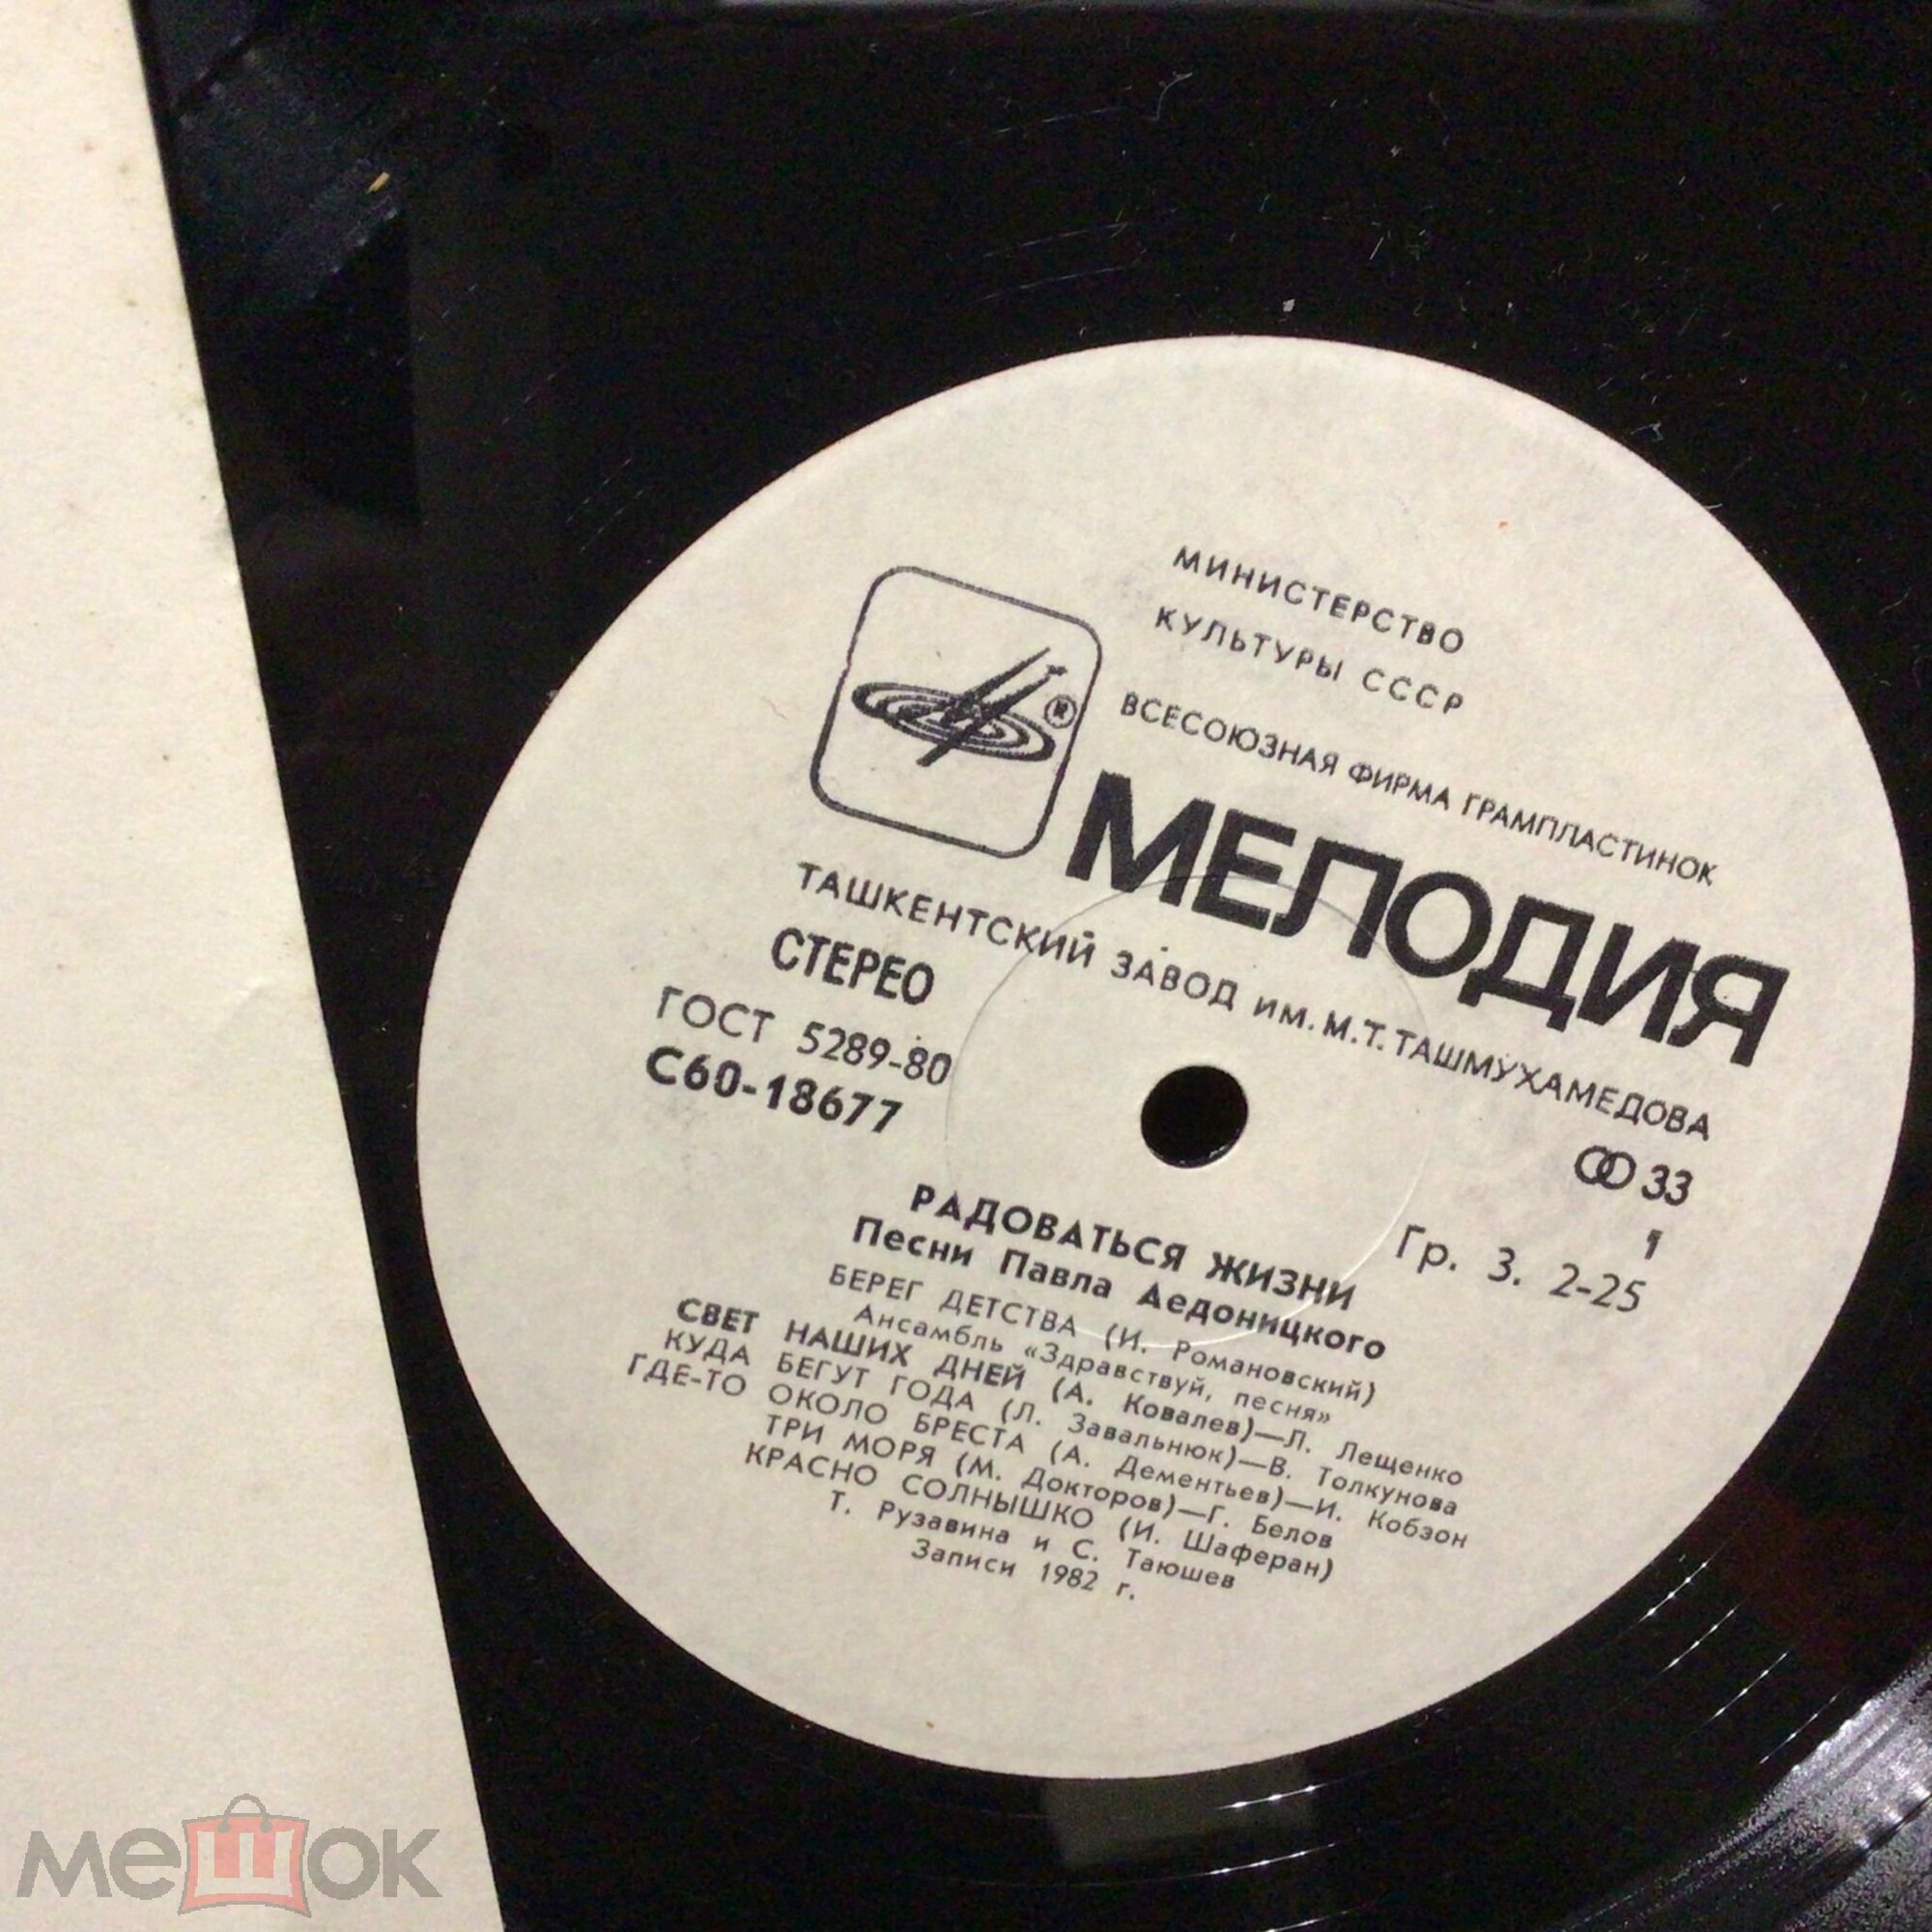 МИНИСТЕРСТВО
КУЛЬТУРЫ СССР
ВСЕСОЮЗНАЯ ФИРМА ГРАМПЛАСТИНОК
МЕЛОДИЯ
®
ТАШКЕНТСКИЙ ЗАВОД ИМ. М.Т. ТАШМУХАМЕДОВА
СТЕРЕО
ГОСТ 5289-80
С60-18677
33
1
Гр. 3. 2-25
РАДОВАТЬСЯ ЖИЗНИ
Песни Павла Аедоницкого
БЕРЕГ ДЕТСТВА (И. Романовский)
Ансамбль «Здравствуй, песня»
СВЕТ НАШИХ ДНЕЙ (А. Ковалев)—Л. Лещенко
КУДА БЕГУТ ГОДА (Л. Завальнюк)—В. Толкунова
ГДЕ-ТО ОКОЛО БРЕСТА (А. Дементьев)—И. Кобзон
ТРИ МОРЯ (М. Докторов)—Г. Белов
КРАСНО СОЛНЫШКО (И. Шаферан)
Т. Рузавина и С. Таюшев
Записи 1982 г.
мешок